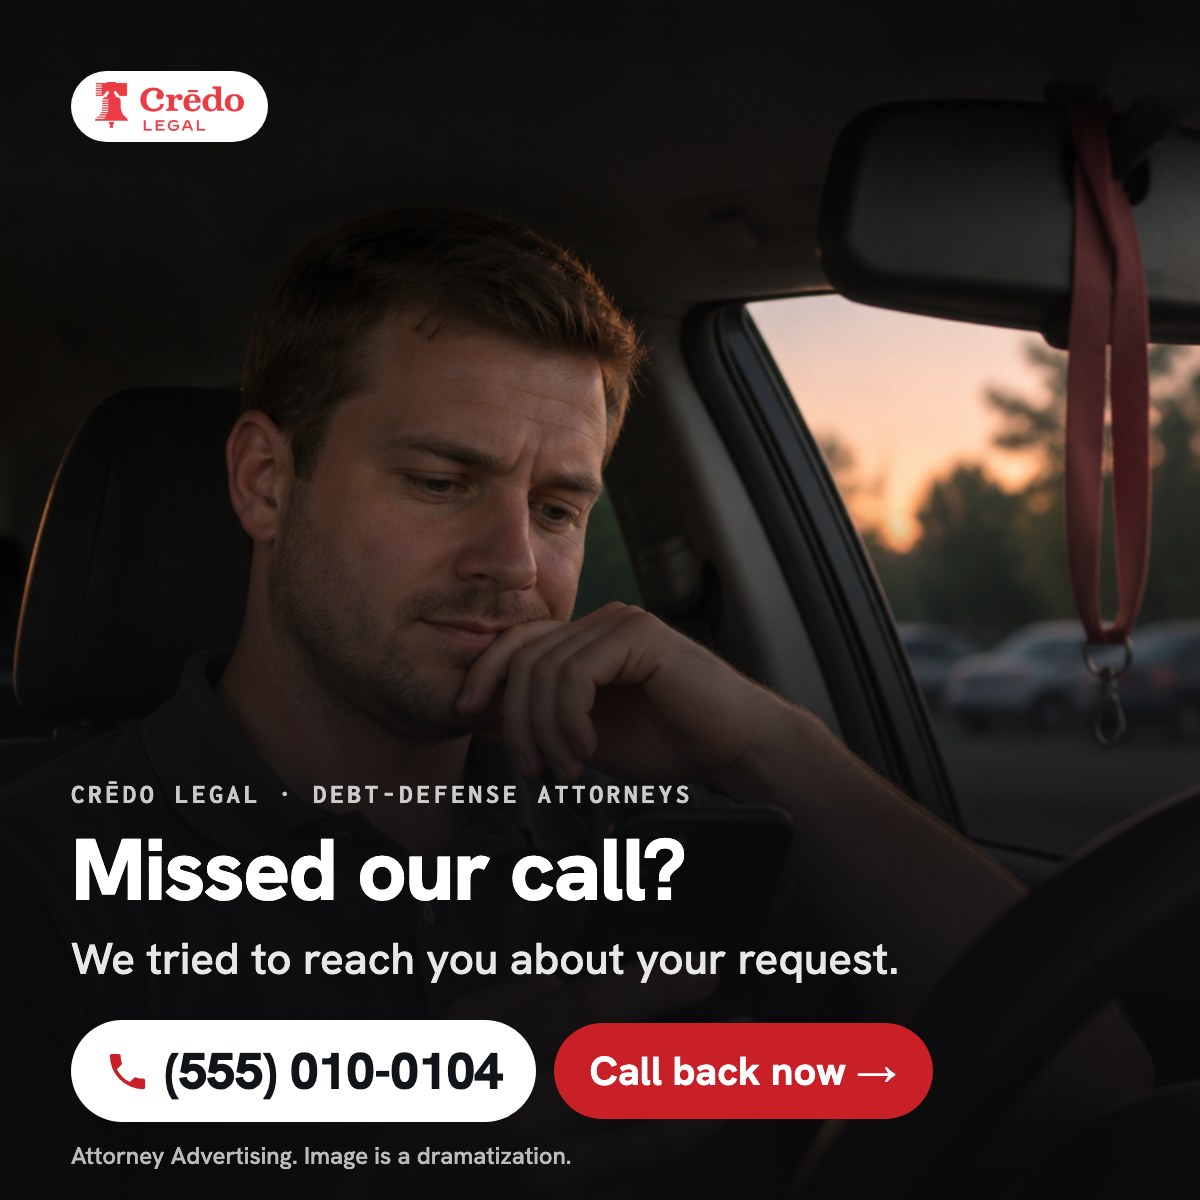 Crēdo
LEGAL
CRĒDO LEGAL · DEBT-DEFENSE ATTORNEYS
Missed our call?
We tried to reach you about your request.
(555) 010-0104
Call back now →
Attorney Advertising. Image is a dramatization.